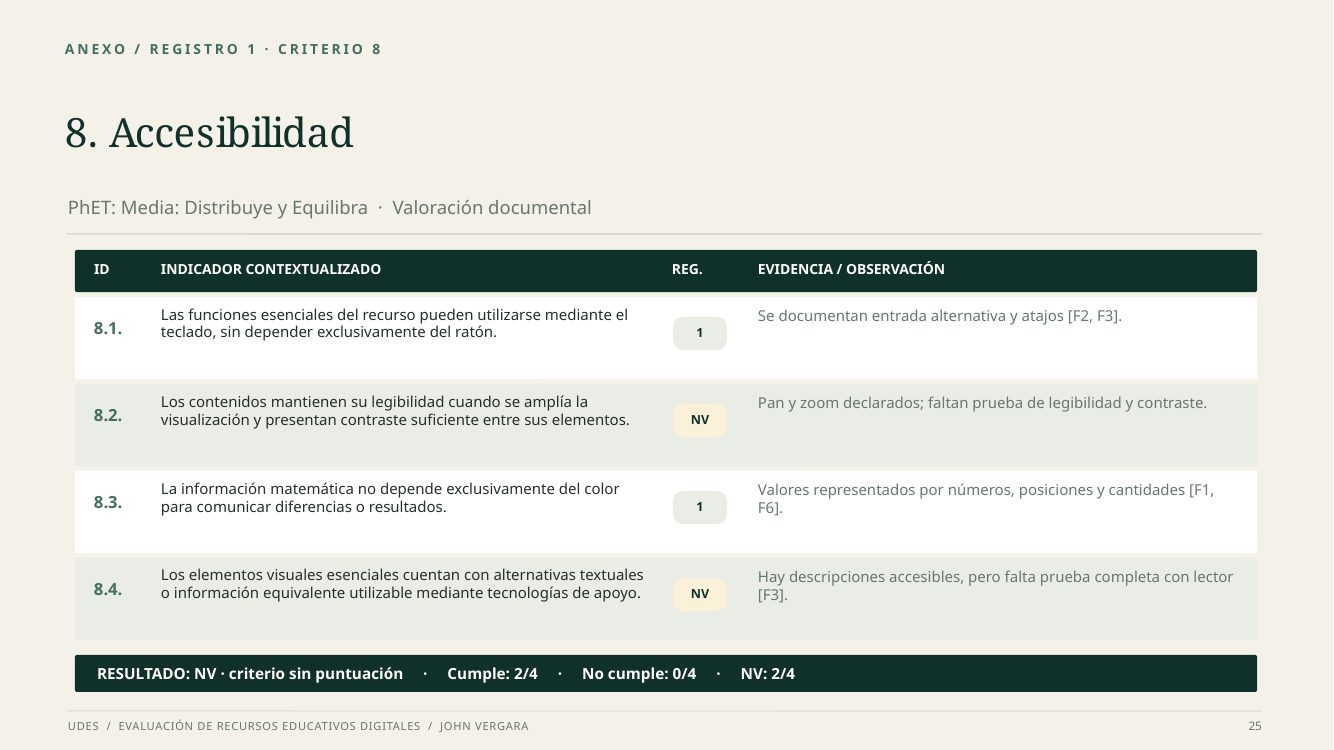 ANEXO / REGISTRO 1 · CRITERIO 8
8. Accesibilidad
PhET: Media: Distribuye y Equilibra · Valoración documental
ID INDICADOR CONTEXTUALIZADO REG. EVIDENCIA / OBSERVACIÓN
8.1.
Las funciones esenciales del recurso pueden utilizarse mediante el
teclado, sin depender exclusivamente del ratón.
1
Se documentan entrada alternativa y atajos [F2, F3].
8.2.
Los contenidos mantienen su legibilidad cuando se amplía la
visualización y presentan contraste suficiente entre sus elementos.
NV
Pan y zoom declarados; faltan prueba de legibilidad y contraste.
8.3.
La información matemática no depende exclusivamente del color
para comunicar diferencias o resultados.
1
Valores representados por números, posiciones y cantidades [F1,
F6].
8.4.
Los elementos visuales esenciales cuentan con alternativas textuales
o información equivalente utilizable mediante tecnologías de apoyo.
NV
Hay descripciones accesibles, pero falta prueba completa con lector
[F3].
RESULTADO: NV · criterio sin puntuación · Cumple: 2/4 · No cumple: 0/4 · NV: 2/4
UDES / EVALUACIÓN DE RECURSOS EDUCATIVOS DIGITALES / JOHN VERGARA
25